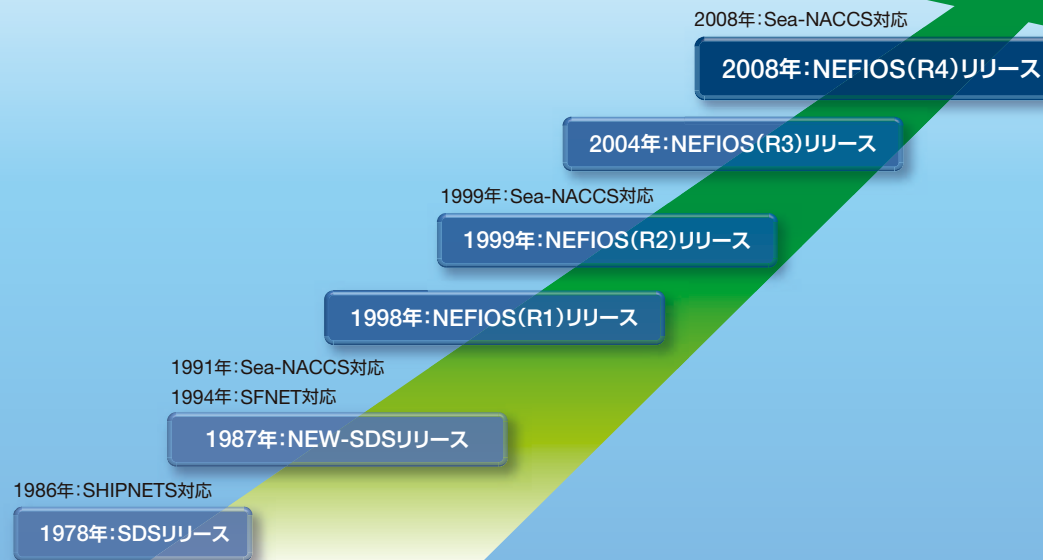 2008年:Sea-NACCS対応
2008年:NEFIOS(R4)リリース
2004年:NEFIOS(R3)リリース
1999年:Sea-NACCS対応
1999年:NEFIOS(R2)リリース
1998年:NEFIOS(R1)リリース
1991年:Sea-NACCS対応
1994年:SFNET対応
1987年:NEW-SDSリリース
1986年:SHIPNETS対応
1978年:SDSリリース